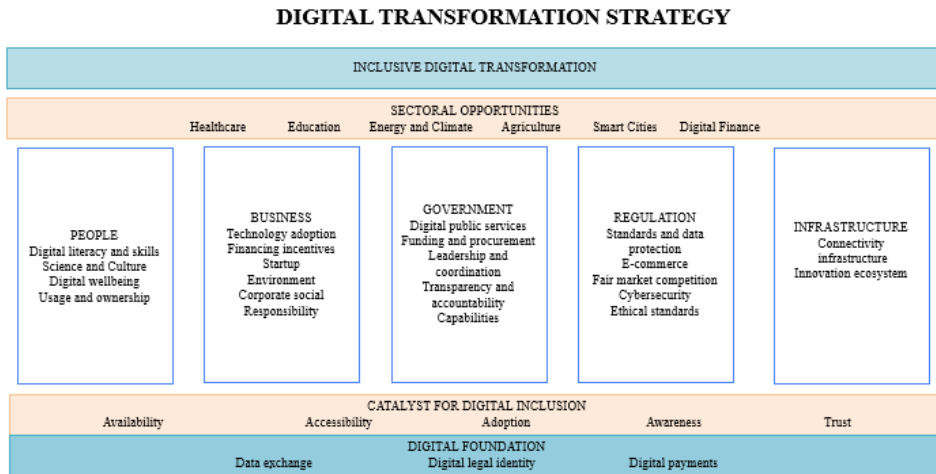 DIGITAL TRANSFORMATION STRATEGY
INCLUSIVE DIGITAL TRANSFORMATION
SECTORAL OPPORTUNITIES
Healthcare Education Energy and Climate Agriculture Smart Cities Digital Finance
PEOPLE
Digital literacy and skills
Science and Culture
Digital wellbeing
Usage and ownership
BUSINESS
Technology adoption
Financing incentives
Startup
Environment
Corporate social
Responsibility
GOVERNMENT
Digital public services
Funding and procurement
Leadership and
coordination
Transparency and
accountability
Capabilities
REGULATION
Standards and data
protection
E-commerce
Fair market competition
Cybersecurity
Ethical standards
INFRASTRUCTURE
Connectivity
infrastructure
Innovation ecosystem
CATALYST FOR DIGITAL INCLUSION
Availability Accessibility Adoption Awareness Trust
DIGITAL FOUNDATION
Data exchange Digital legal identity Digital payments